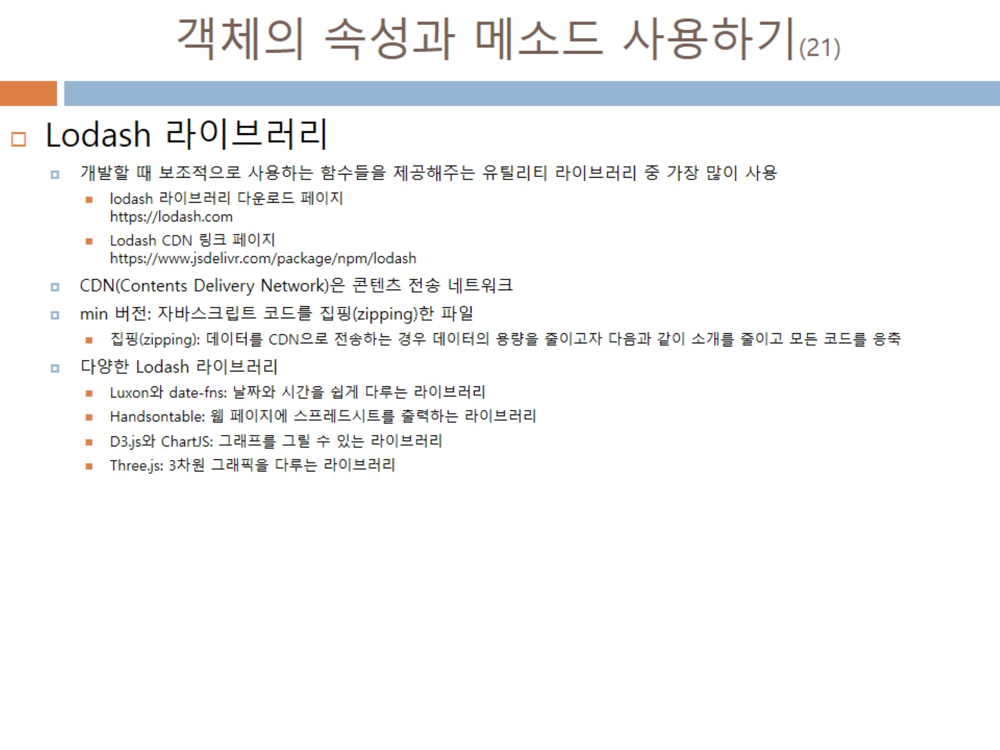 객체의 속성과 메소드 사용하기(21)
Lodash 라이브러리
개발할 때 보조적으로 사용하는 함수들을 제공해주는 유틸리티 라이브러리 중 가장 많이 사용
lodash 라이브러리 다운로드 페이지
https://lodash.com
Lodash CDN 링크 페이지
https://www.jsdelivr.com/package/npm/lodash
CDN(Contents Delivery Network)은 콘텐츠 전송 네트워크
min 버전: 자바스크립트 코드를 집핑(zipping)한 파일
집핑(zipping): 데이터를 CDN으로 전송하는 경우 데이터의 용량을 줄이고자 다음과 같이 소개를 줄이고 모든 코드를 응축
다양한 Lodash 라이브러리
Luxon와 date-fns: 날짜와 시간을 쉽게 다루는 라이브러리
Handsontable: 웹 페이지에 스프레드시트를 출력하는 라이브러리
D3.js와 ChartJS: 그래프를 그릴 수 있는 라이브러리
Three.js: 3차원 그래픽을 다루는 라이브러리